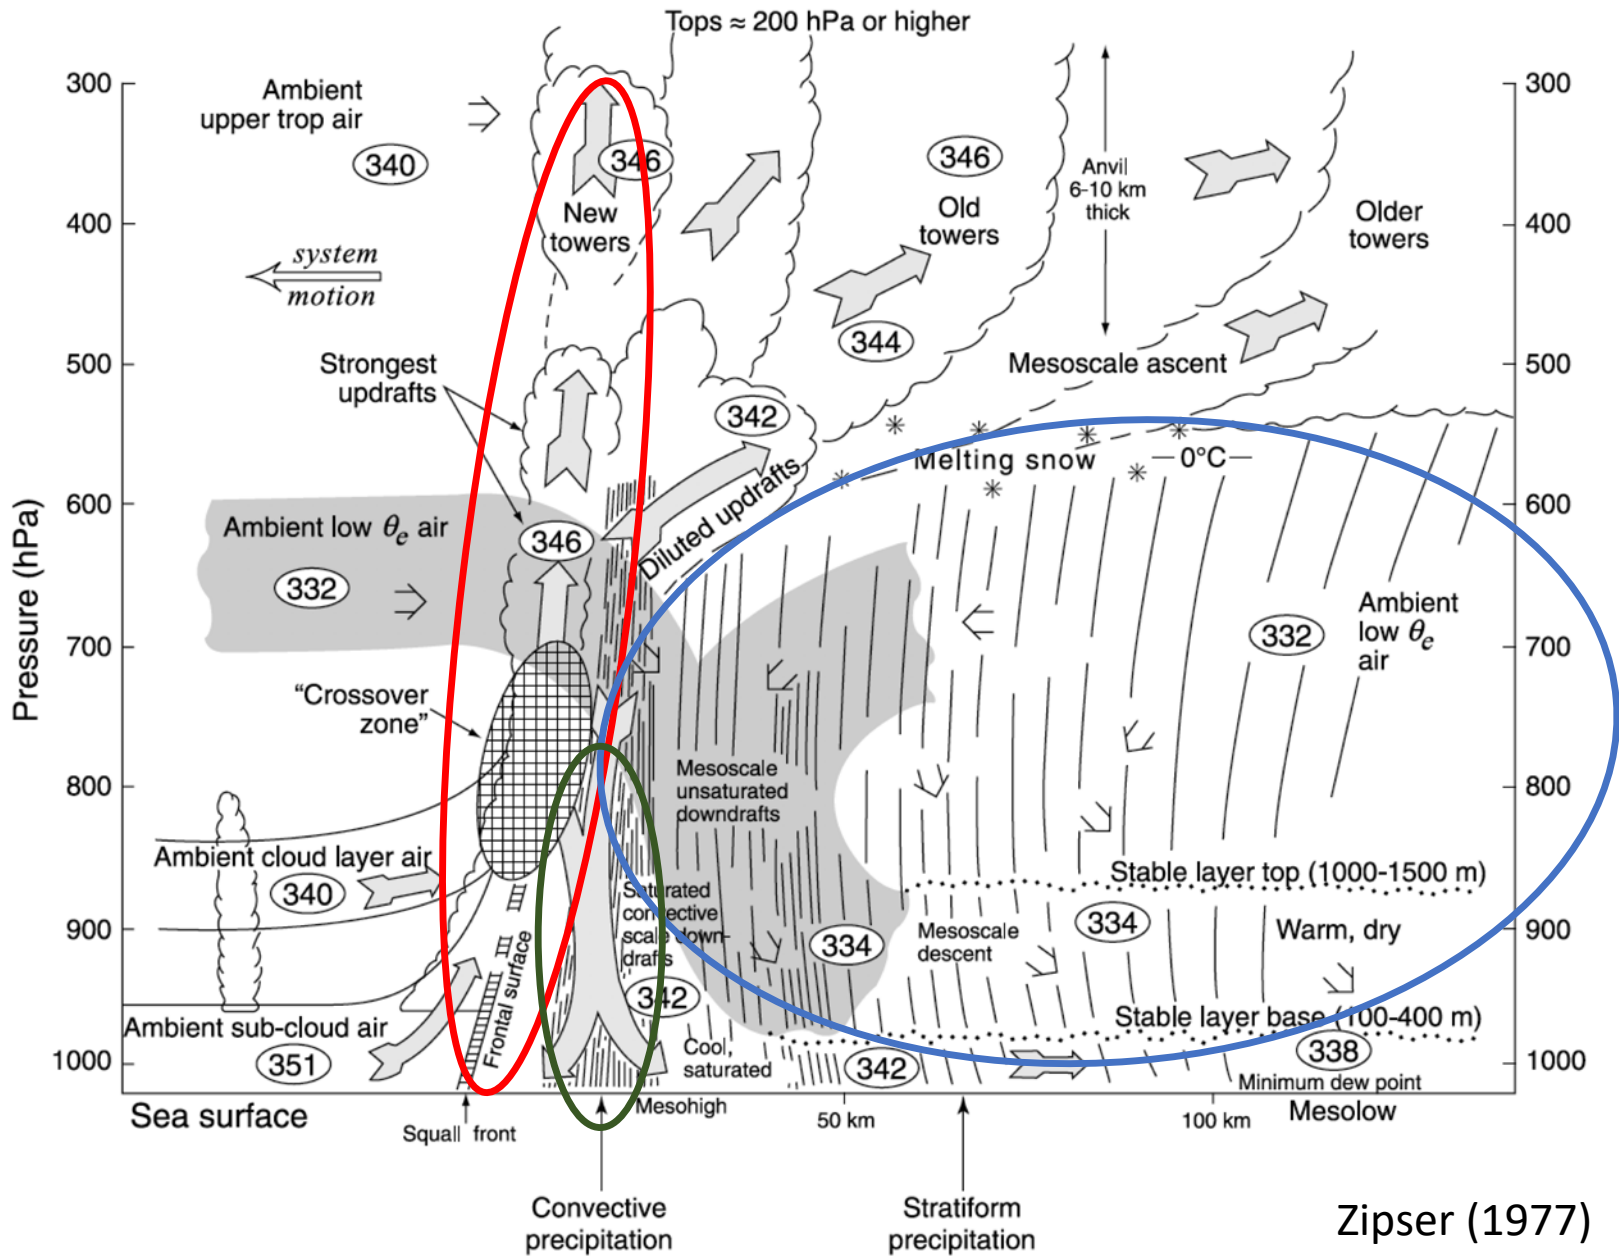 Tops ≈ 200 hPa or higher
300
300
Ambient
upper trop air
340
346
346
Anvil
6-10 km
thick
New
towers
Old
towers
Older
towers
400
400
system
motion
344
Strongest
updrafts
500
500
Mesoscale ascent
342
Melting snow
0°C
Pressure (hPa)
600
600
Ambient low θe air
346
Diluted updrafts
332
332
Ambient
low θe
air
700
700
“Crossover
zone”
Mesoscale
unsaturated
downdrafts
800
800
Ambient cloud layer air
340
Saturated
convective
scale down-
drafts
Stable layer top (1000-1500 m)
334
334
900
900
Mesoscale
descent
Warm, dry
Frontal surface
342
Ambient sub-cloud air
351
Cool,
saturated
Stable layer base (100-400 m)
342
338
1000
1000
Minimum dew point
Sea surface
Mesohigh
50 km
100 km
Mesolow
Squall front
Convective
precipitation
Stratiform
precipitation
Zipser (1977)